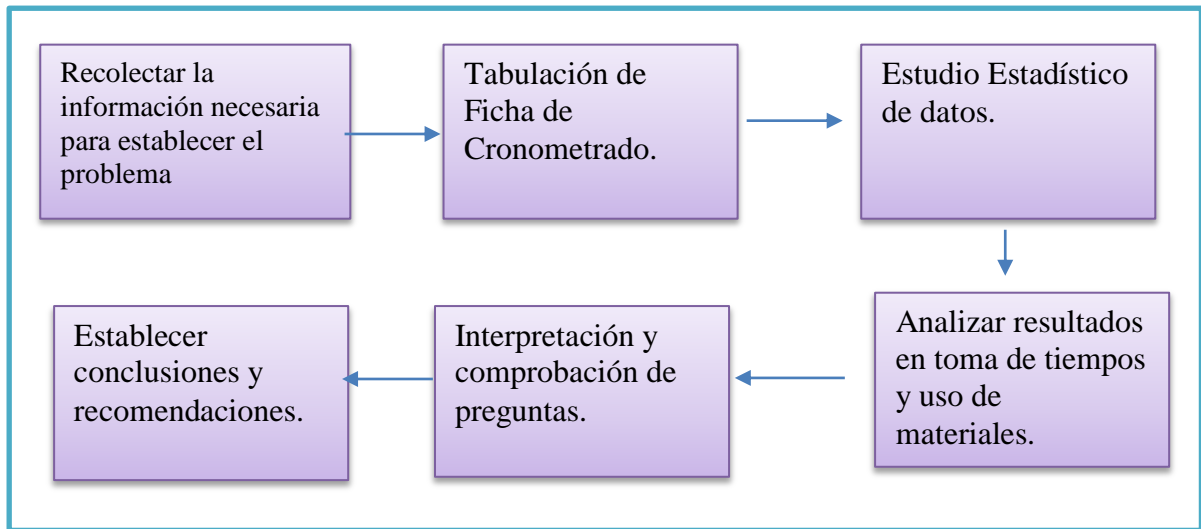 Recolectar la
información necesaria
para establecer el
problema
Tabulación de
Ficha de
Cronometrado.
Estudio Estadístico
de datos.
Analizar resultados
en toma de tiempos
y uso de
materiales.
Interpretación y
comprobación de
preguntas.
Establecer
conclusiones y
recomendaciones.